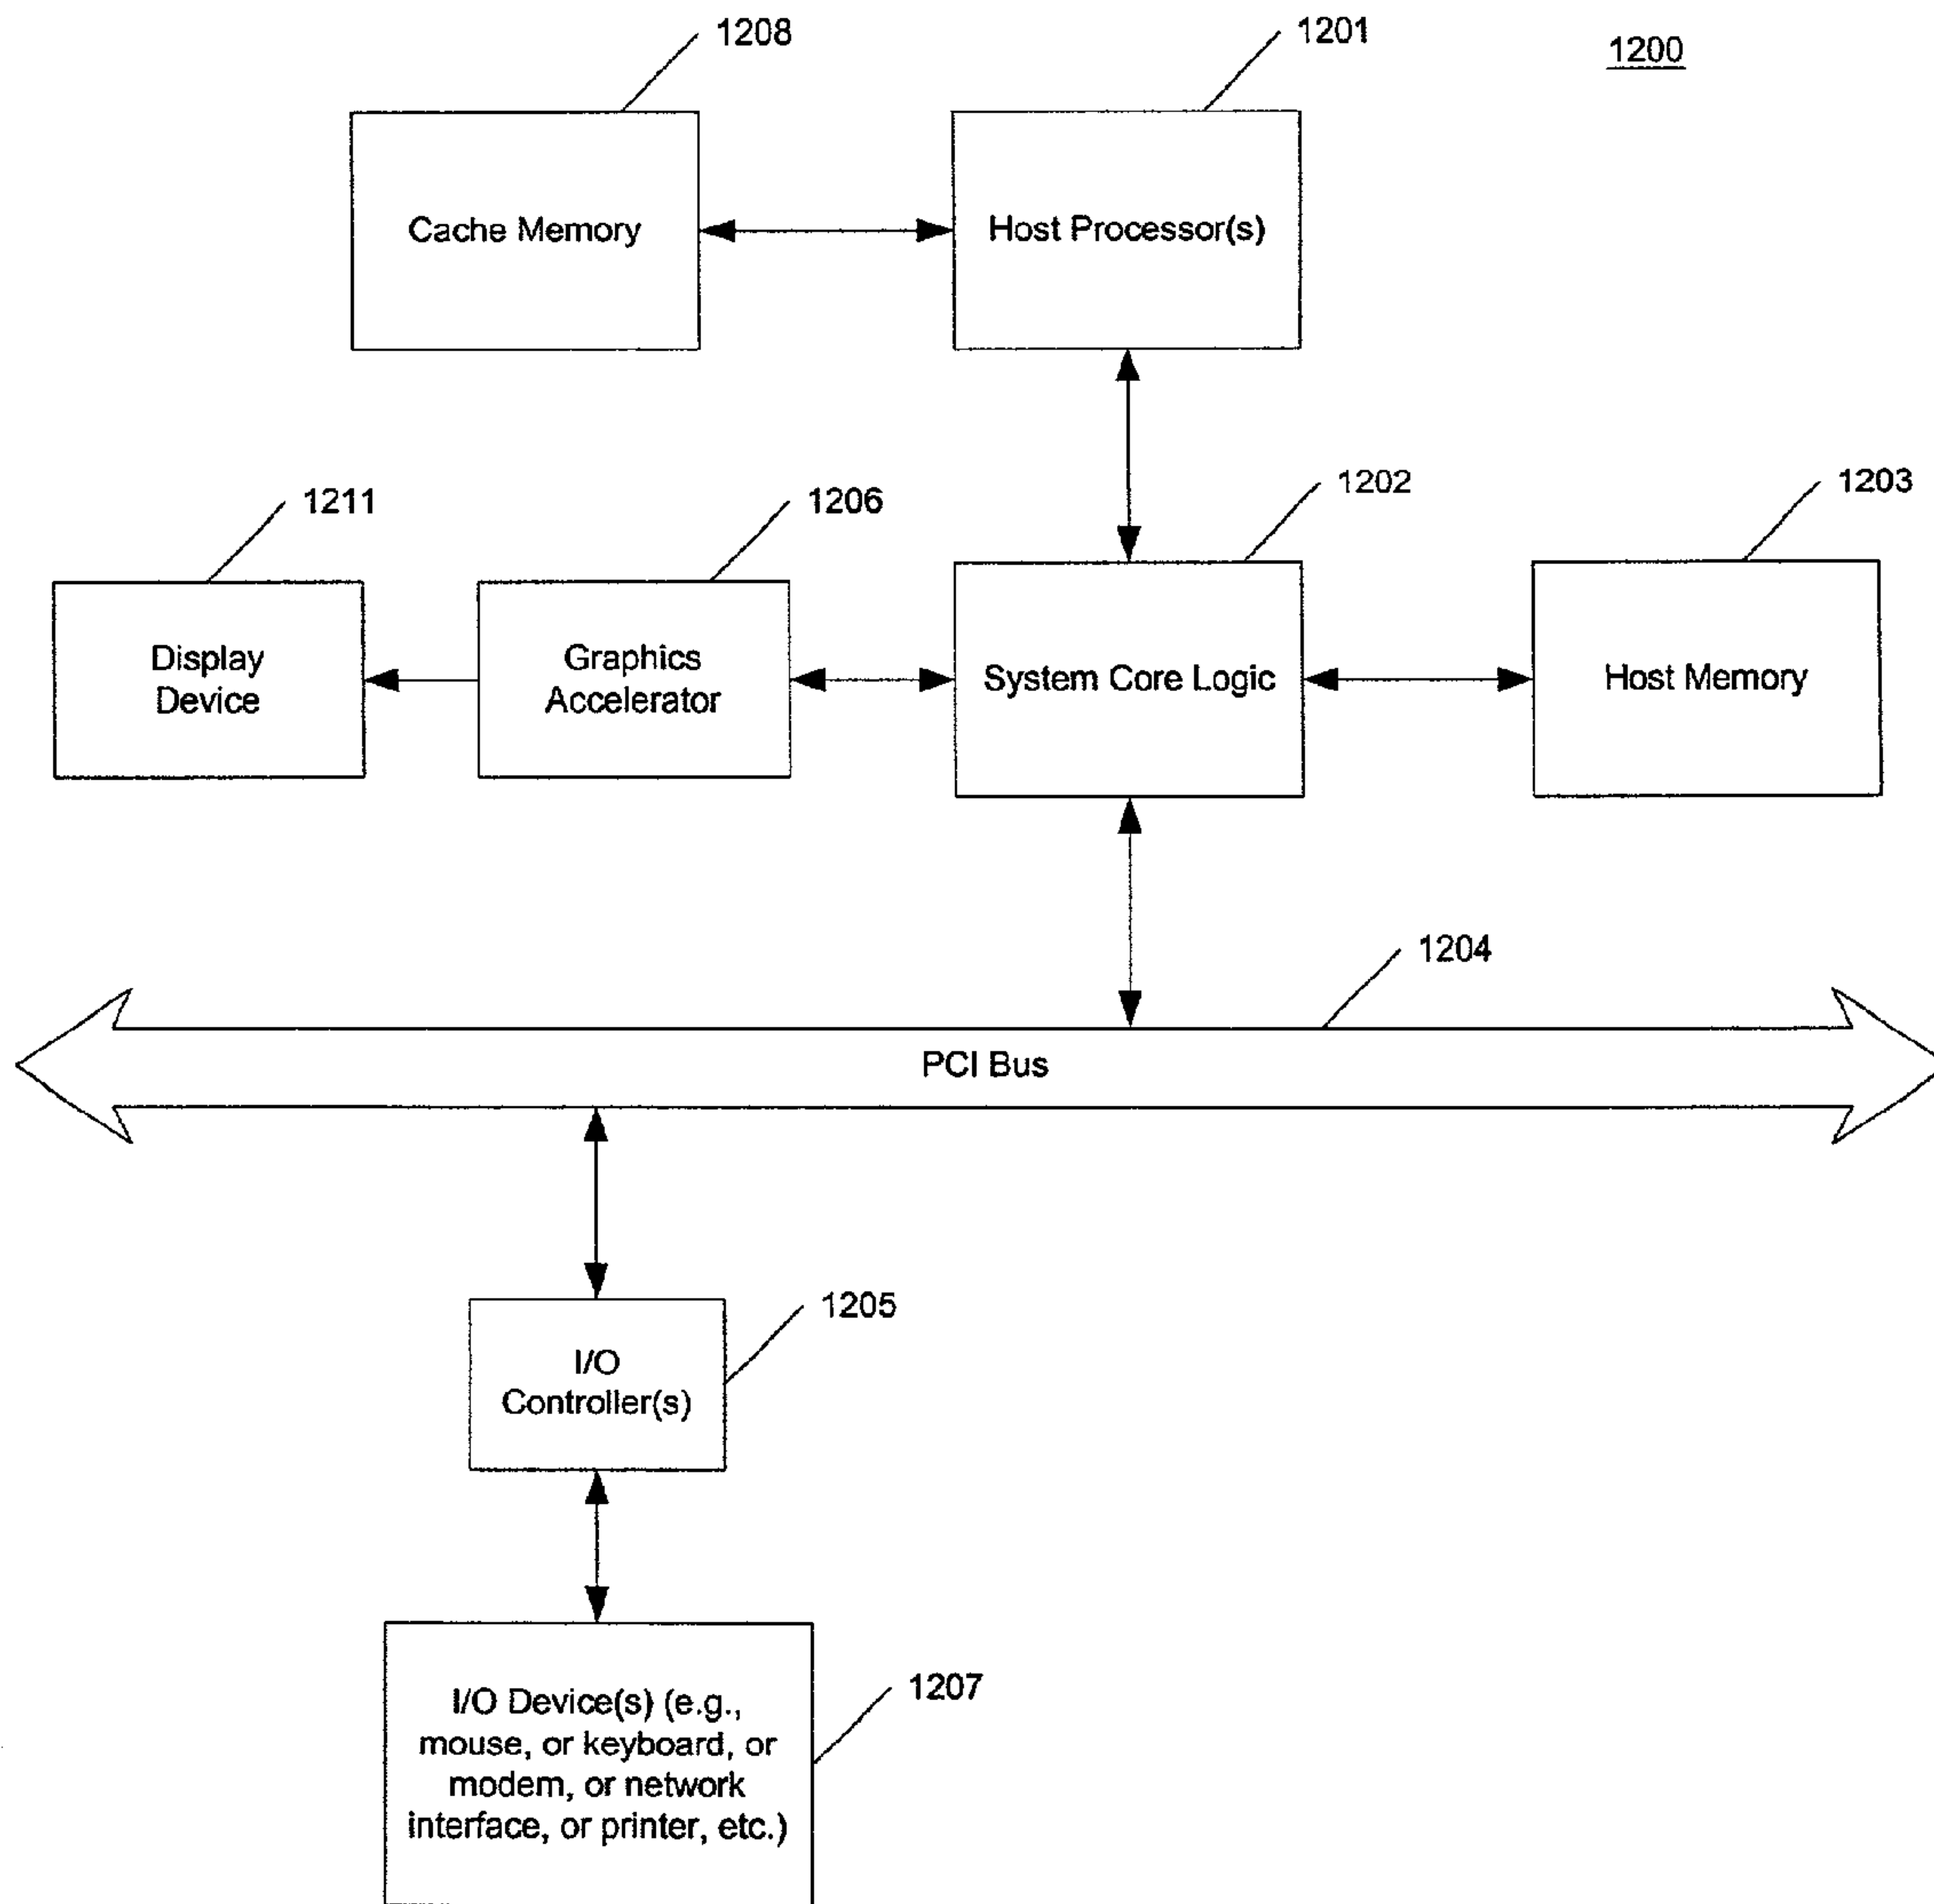 1208
1201
1200
Cache Memory
Host Processor(s)
1211
1206
1202
1203
Display
Device
Graphics
Accelerator
System Core Logic
Host Memory
1204
PCI Bus
1205
I/O
Controller(s)
1207
I/O Device(s) (e.g.,
mouse, or keyboard, or
modem, or network
interface, or printer, etc.)